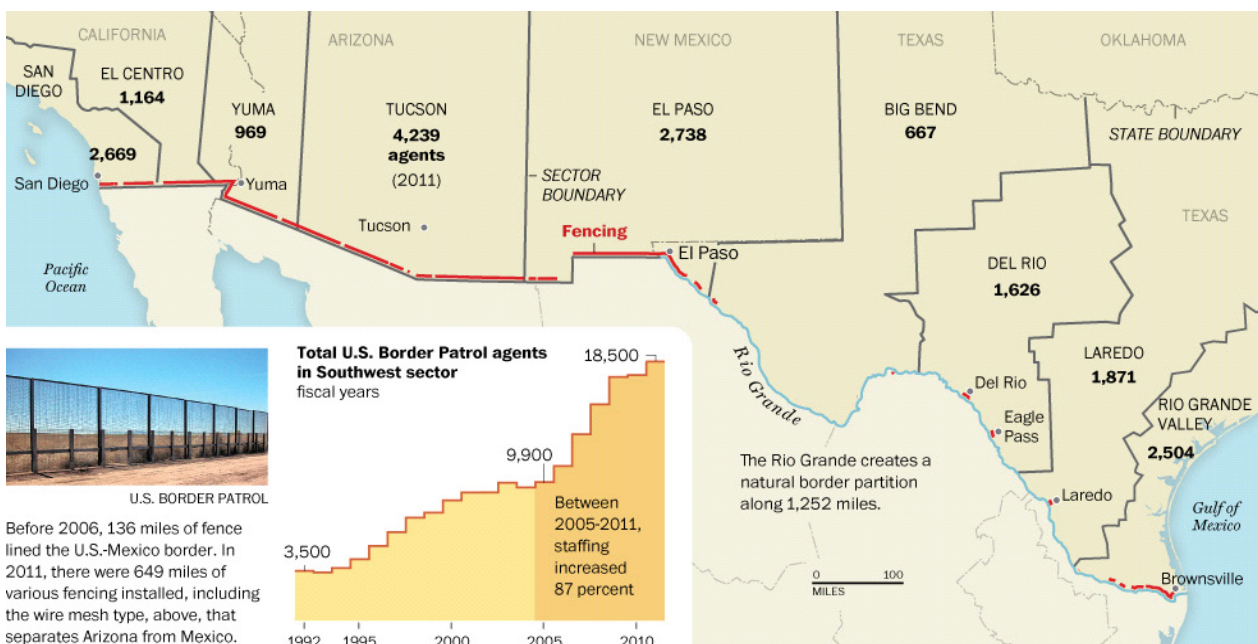 CALIFORNIA
ARIZONA
NEW MEXICO
TEXAS
OKLAHOMA
SAN
DIEGO
2,669
EL CENTRO
1,164
YUMA
969
TUCSON
4,239
agents
(2011)
EL PASO
2,738
BIG BEND
667
STATE BOUNDARY
SECTOR
BOUNDARY
San Diego
Yuma
Tucson
Fencing
El Paso
TEXAS
Pacific
Ocean
DEL RIO
1,626
LAREDO
1,871
RIO GRANDE
VALLEY
2,504
Rio Grande
Del Rio
Eagle
Pass
Laredo
Brownsville
Gulf of
Mexico
The Rio Grande creates a
natural border partition
along 1,252 miles.
0 100
MILES
U.S. BORDER PATROL
Before 2006, 136 miles of fence
lined the U.S.-Mexico border. In
2011, there were 649 miles of
various fencing installed, including
the wire mesh type, above, that
separates Arizona from Mexico.
Total U.S. Border Patrol agents
in Southwest sector
fiscal years
18,500
9,900
3,500
Between
2005-2011,
staffing
increased
87 percent
1992 1995 2000 2005 2010